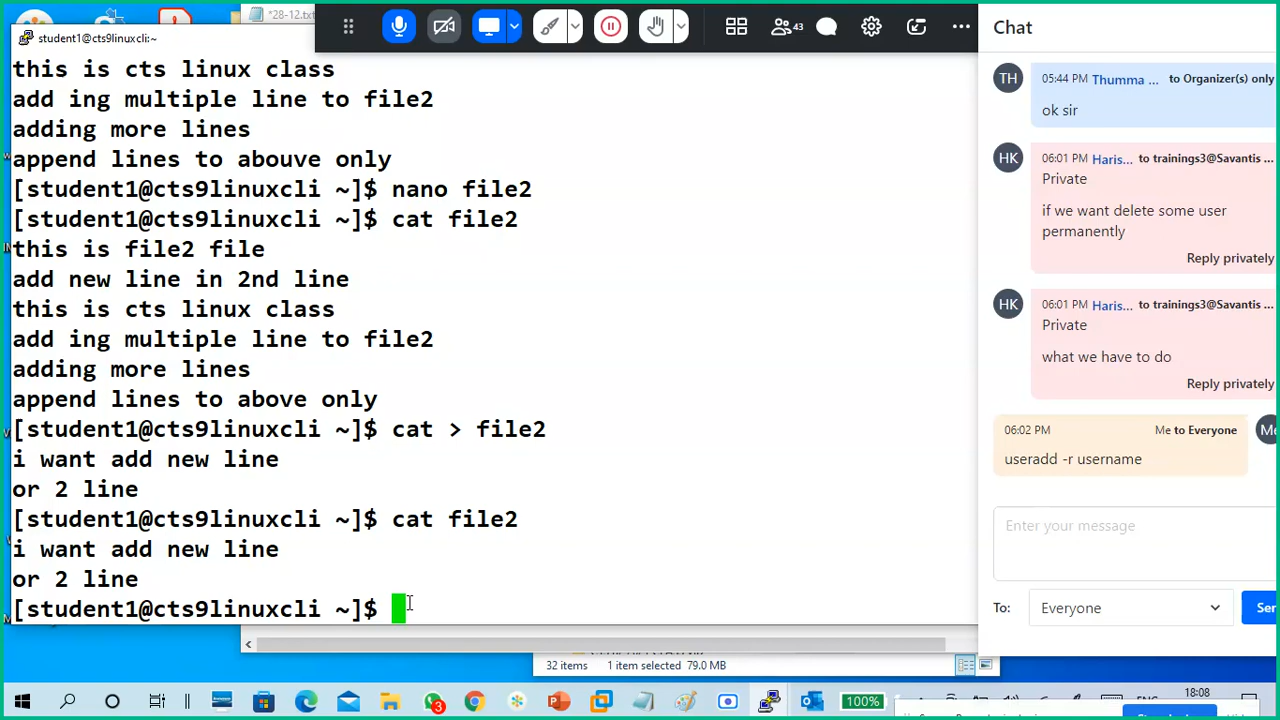 *28-12.txt
student1@cts9linuxcli:~
43
this is cts linux class
add ing multiple line to file2
adding more lines
append lines to abouve only
[student1@cts9linuxcli ~]$ nano file2
[student1@cts9linuxcli ~]$ cat file2
this is file2 file
add new line in 2nd line
this is cts linux class
add ing multiple line to file2
adding more lines
append lines to above only
[student1@cts9linuxcli ~]$ cat > file2
i want add new line
or 2 line
[student1@cts9linuxcli ~]$ cat file2
i want add new line
or 2 line
[student1@cts9linuxcli ~]$
32 items 1 item selected 79.0 MB
Chat
TH
05:44 PM Thumma ... to Organizer(s) only
ok sir
HK
06:01 PM Haris... to trainings3@Savantis ...
Private
if we want delete some user
permanently
Reply privately
HK
06:01 PM Haris... to trainings3@Savantis ...
Private
what we have to do
Reply privately
06:02 PM Me to Everyone
Me
useradd -r username
Enter your message
To: Everyone
3
100%
18:08